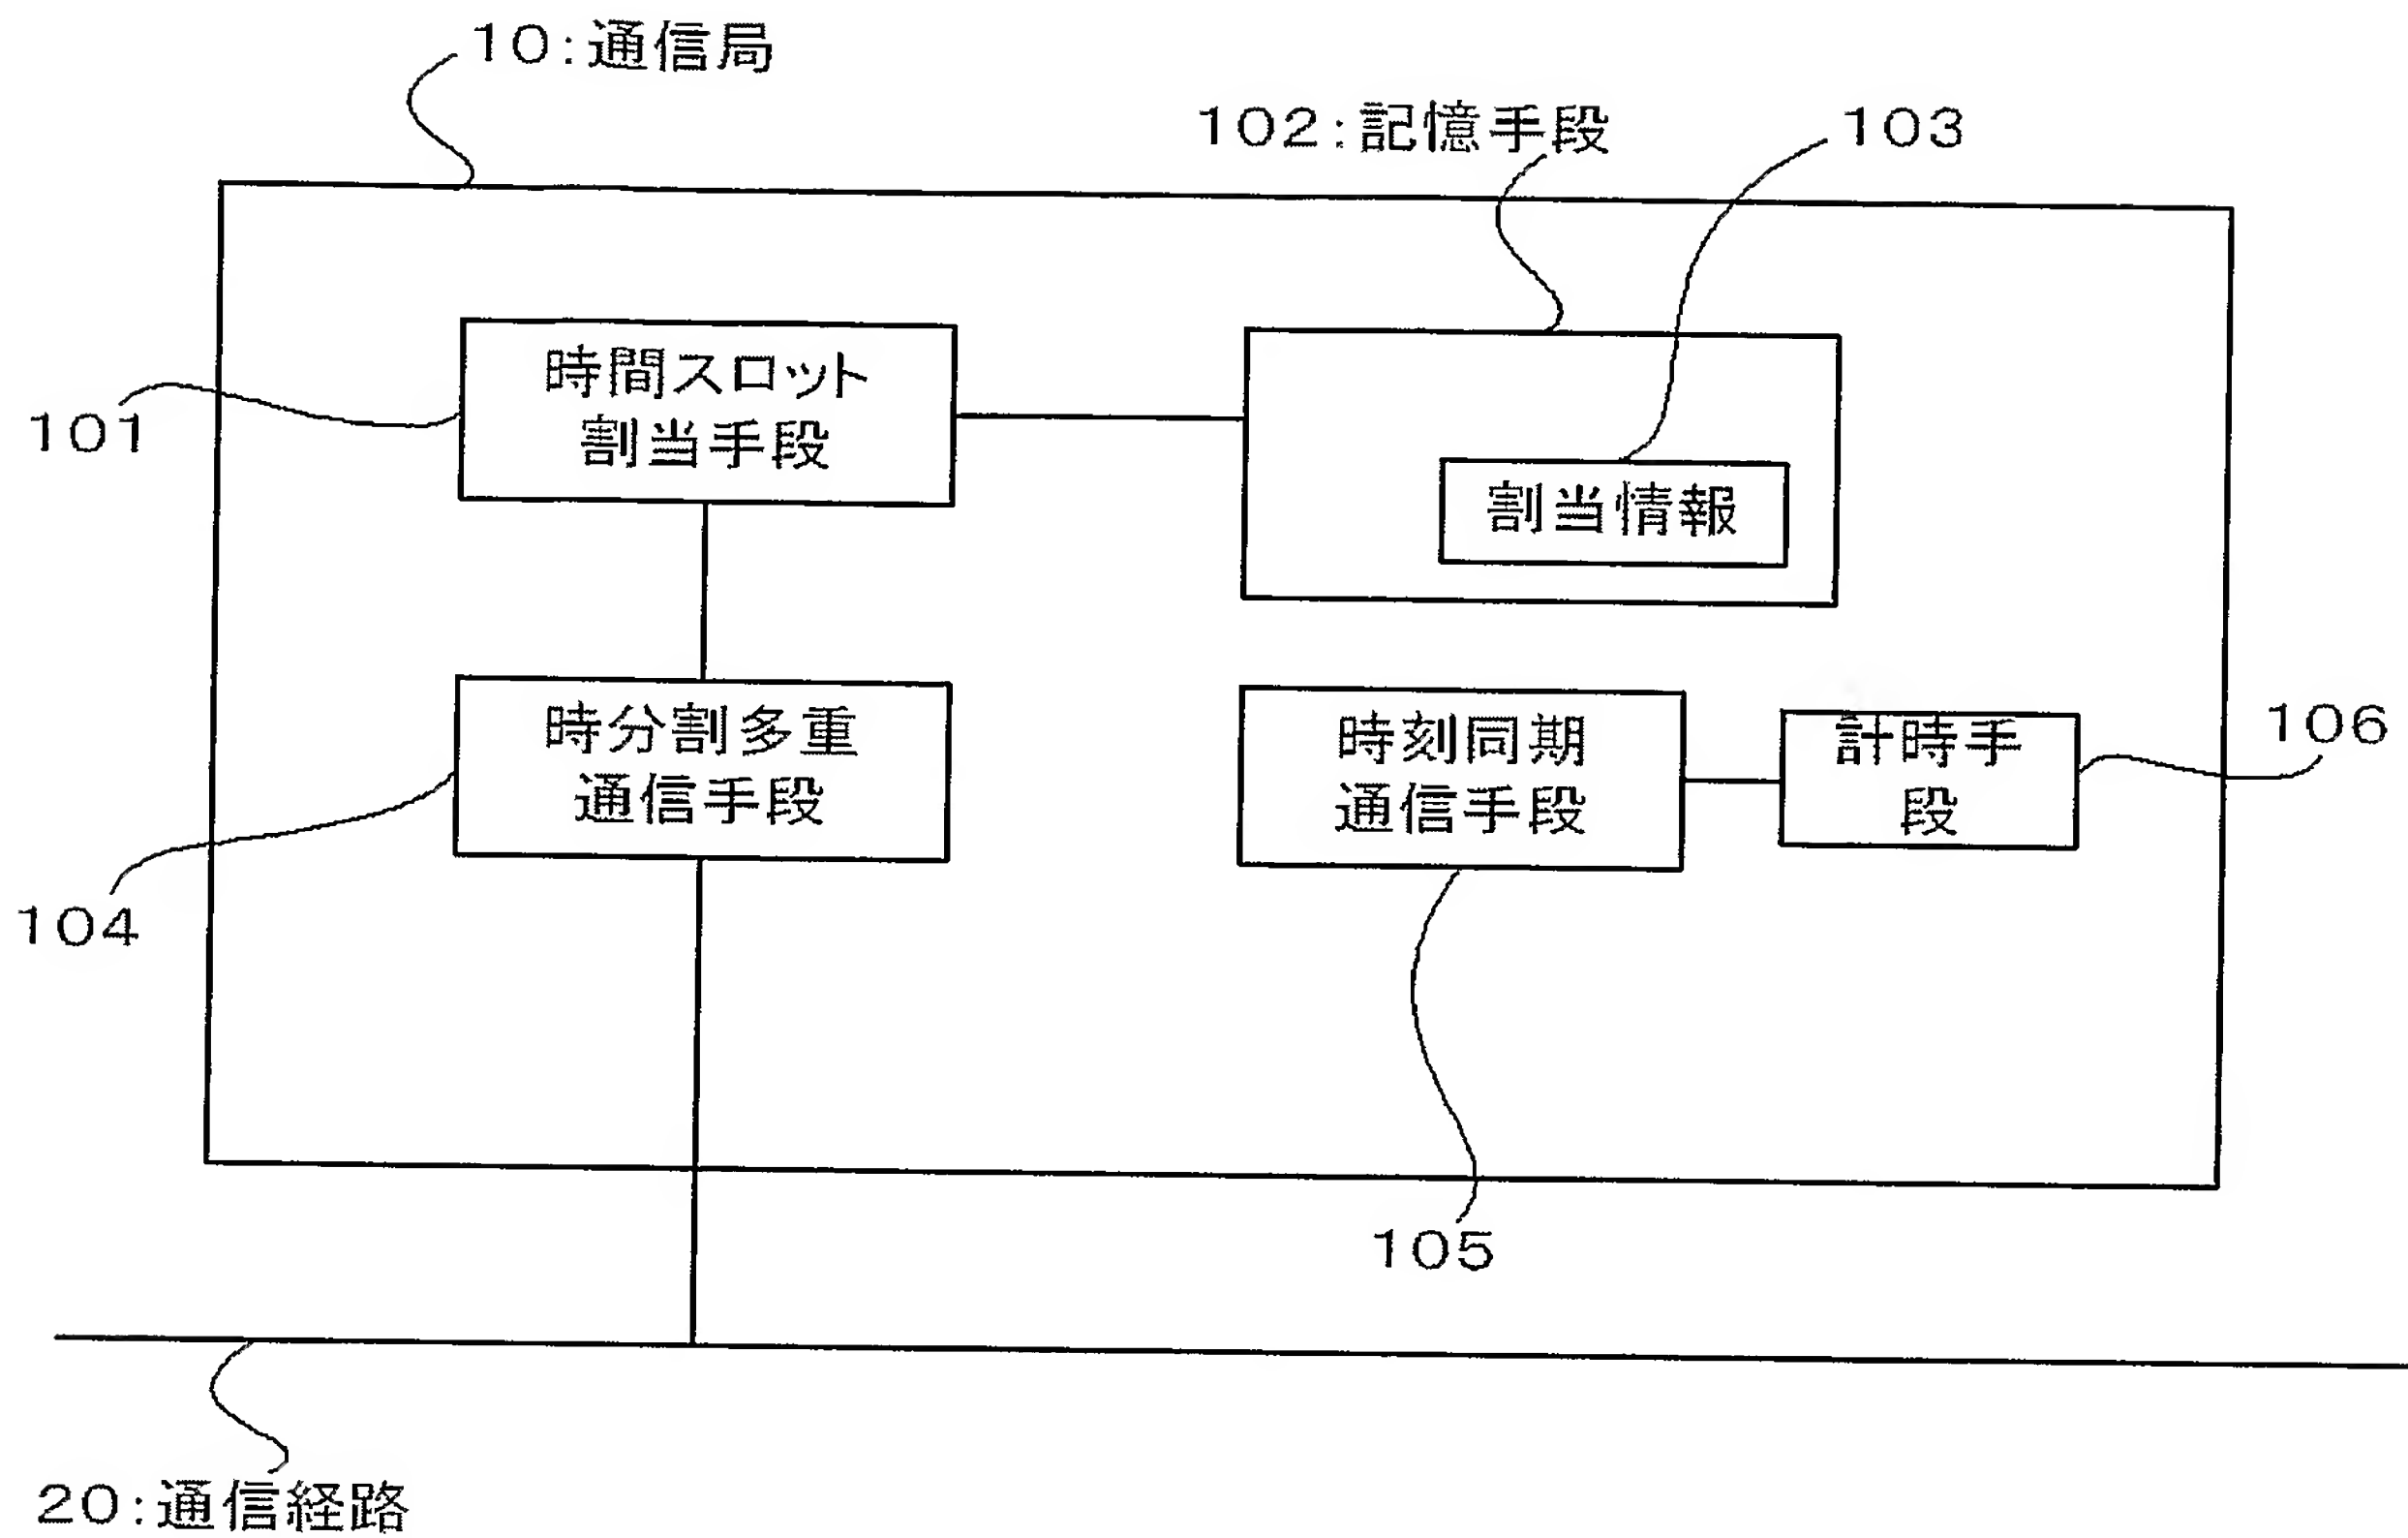 10:通信局
102:記憶手段
103
時間スロット
割当手段
101
割当情報
時分割多重
通信手段
時刻同期
通信手段
計時手
段
106
104
105
20:通信経路